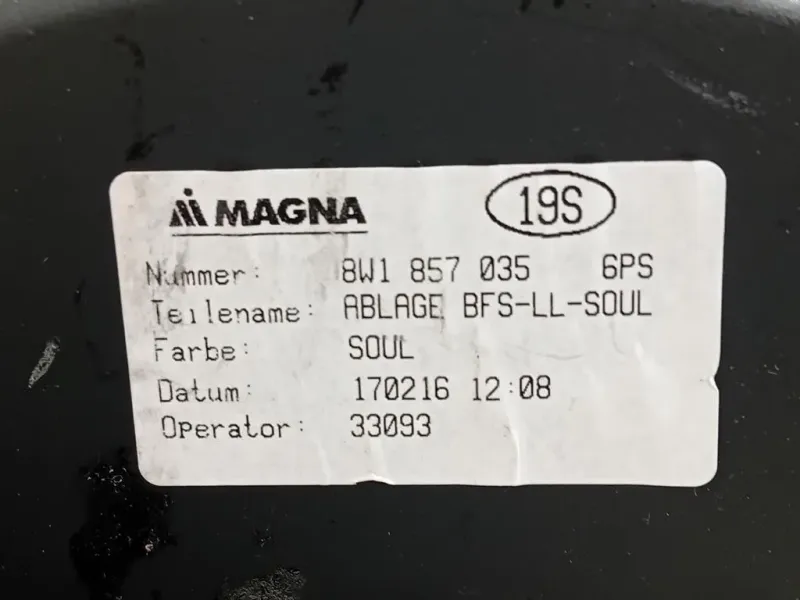 MAGNA 19S
Nummer: 8W1 857 035 6PS
Teilename: ABLAGE BFS-LL-SOUL
Farbe: SOUL
Datum: 170216 12:08
Operator: 33093